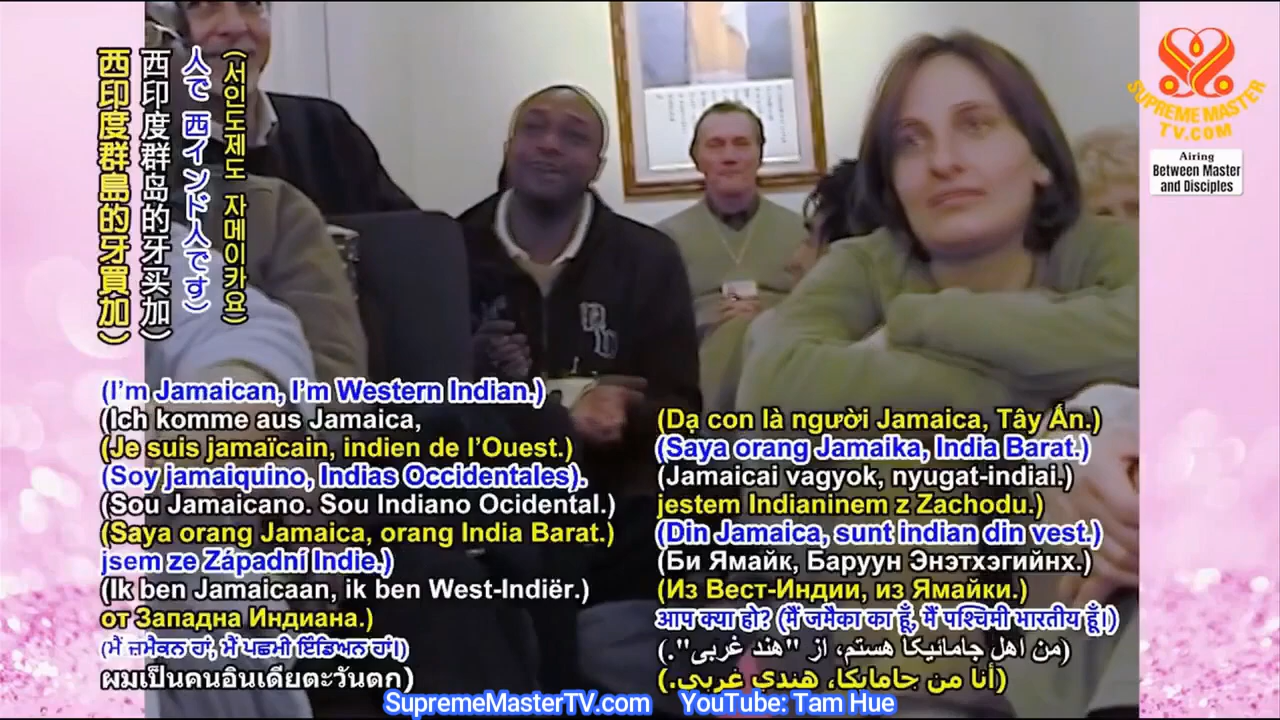 (서인도제도 자메이카요)
人で 西インド人です)
西印度群岛的牙买加)
西印度群島的牙買加)
SUPREME MASTER
TV.COM
Airing
Between Master
and Disciples
(I'm Jamaican, I'm Western Indian.)
(Ich komme aus Jamaica,
(Je suis jamaïcain, indien de l'Ouest.)
(Soy jamaiquino, Indias Occidentales).
(Sou Jamaicano. Sou Indiano Ocidental.)
(Saya orang Jamaica, orang India Barat.)
jsem ze Západní Indie.)
(Ik ben Jamaicaan, ik ben West-Indiër.)
от Западна Индиана.)
(ਮੈਂ ਜ਼ਮੈਕਨ ਹਾਂ, ਮੈਂ ਪਛਮੀ ਇੰਡਿਅਨ ਹਾਂ।)
ผมเป็นคนอินเดียตะวันตก)
(Dạ con là người Jamaica, Tây Ấn.)
(Saya orang Jamaika, India Barat.)
(Jamaicai vagyok, nyugat-indiai.)
jestem Indianinem z Zachodu.)
(Din Jamaica, sunt indian din vest.)
(Би Ямайк, Баруун Энэтхэгийнх.)
(Из Вест-Индии, из Ямайки.)
आप क्या हो? (मैं जमैका का हूँ, मैं पश्चिमी भारतीय हूँ।)
(من اهل جامائیکا هستم، از "هند غربی".)
(أنا من جامايكا، هندي غربي.)
SupremeMasterTV.com YouTube: Tam Hue